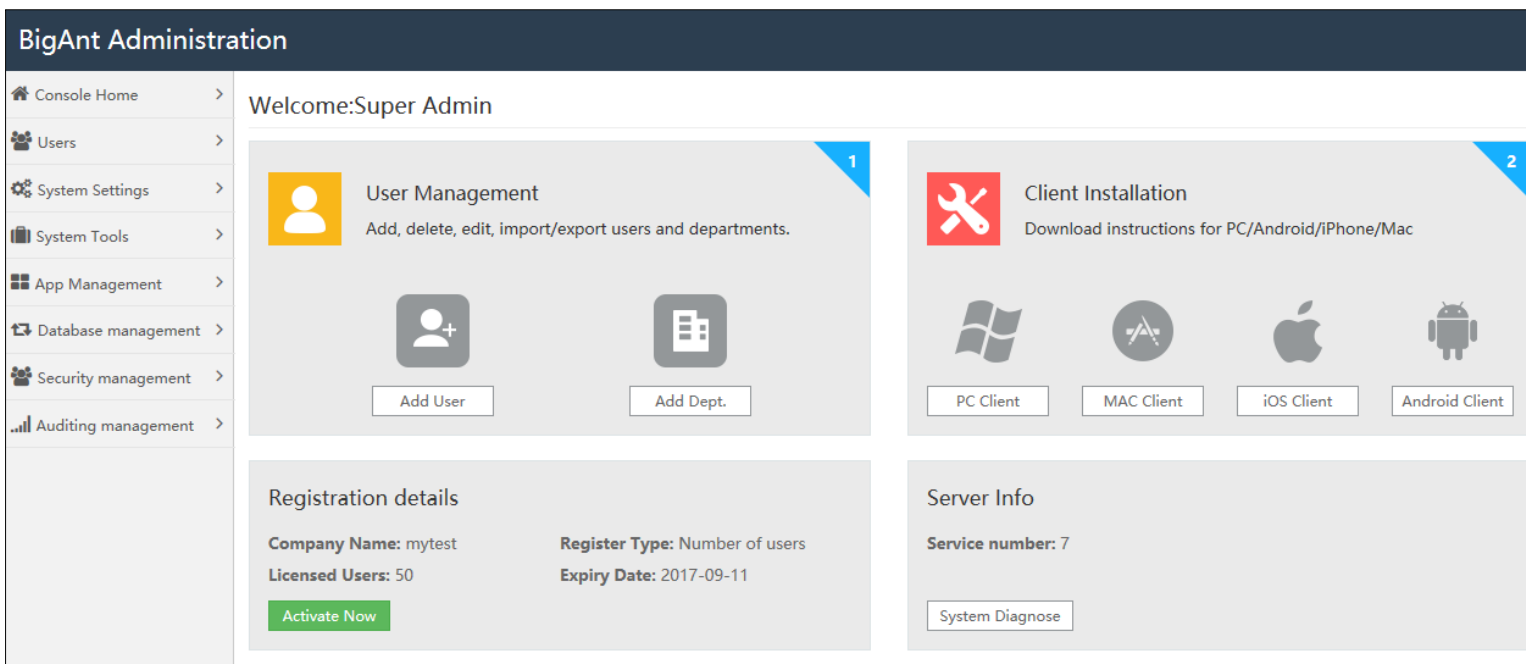 BigAnt Administration
Console Home
Users
System Settings
System Tools
App Management
Database management
Security management
Auditing management
Welcome:Super Admin
1
User Management
Add, delete, edit, import/export users and departments.
Add User
Add Dept.
2
Client Installation
Download instructions for PC/Android/iPhone/Mac
PC Client
MAC Client
iOS Client
Android Client
Registration details
Company Name: mytest
Register Type: Number of users
Licensed Users: 50
Expiry Date: 2017-09-11
Activate Now
Server Info
Service number: 7
System Diagnose